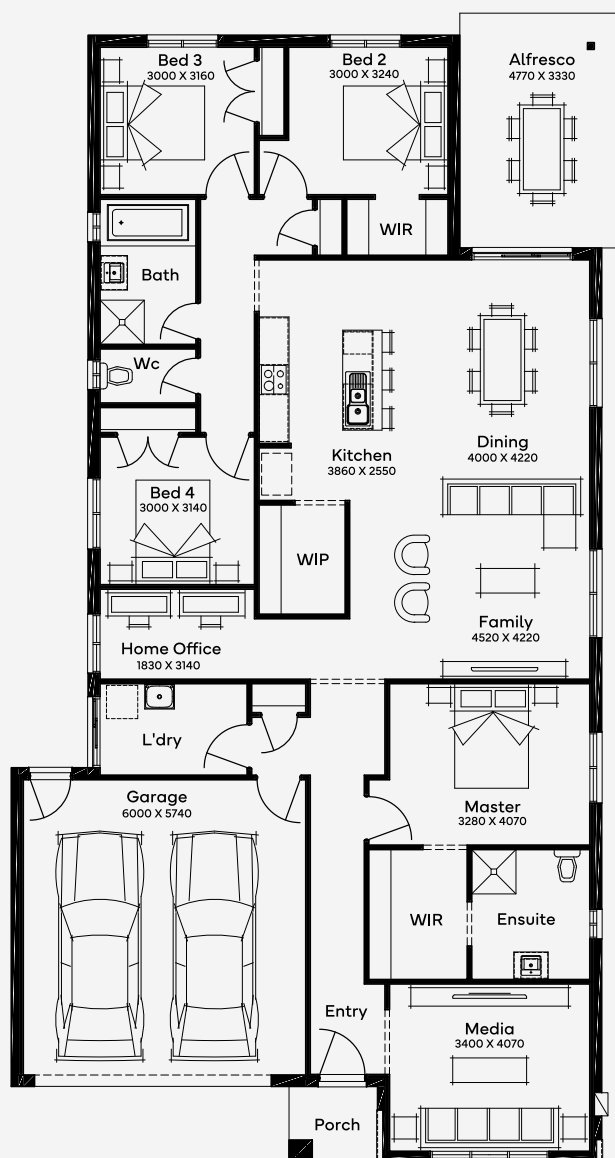 Bed 3
3000 X 3160
Bed 2
3000 X 3240
Alfresco
4770 X 3330
WIR
Bath
Wc
Kitchen
3860 X 2550
Dining
4000 X 4220
Bed 4
3000 X 3140
WIP
Family
4520 X 4220
Home Office
1830 X 3140
L'dry
Garage
6000 X 5740
Master
3280 X 4070
WIR
Ensuite
Entry
Media
3400 X 4070
Porch